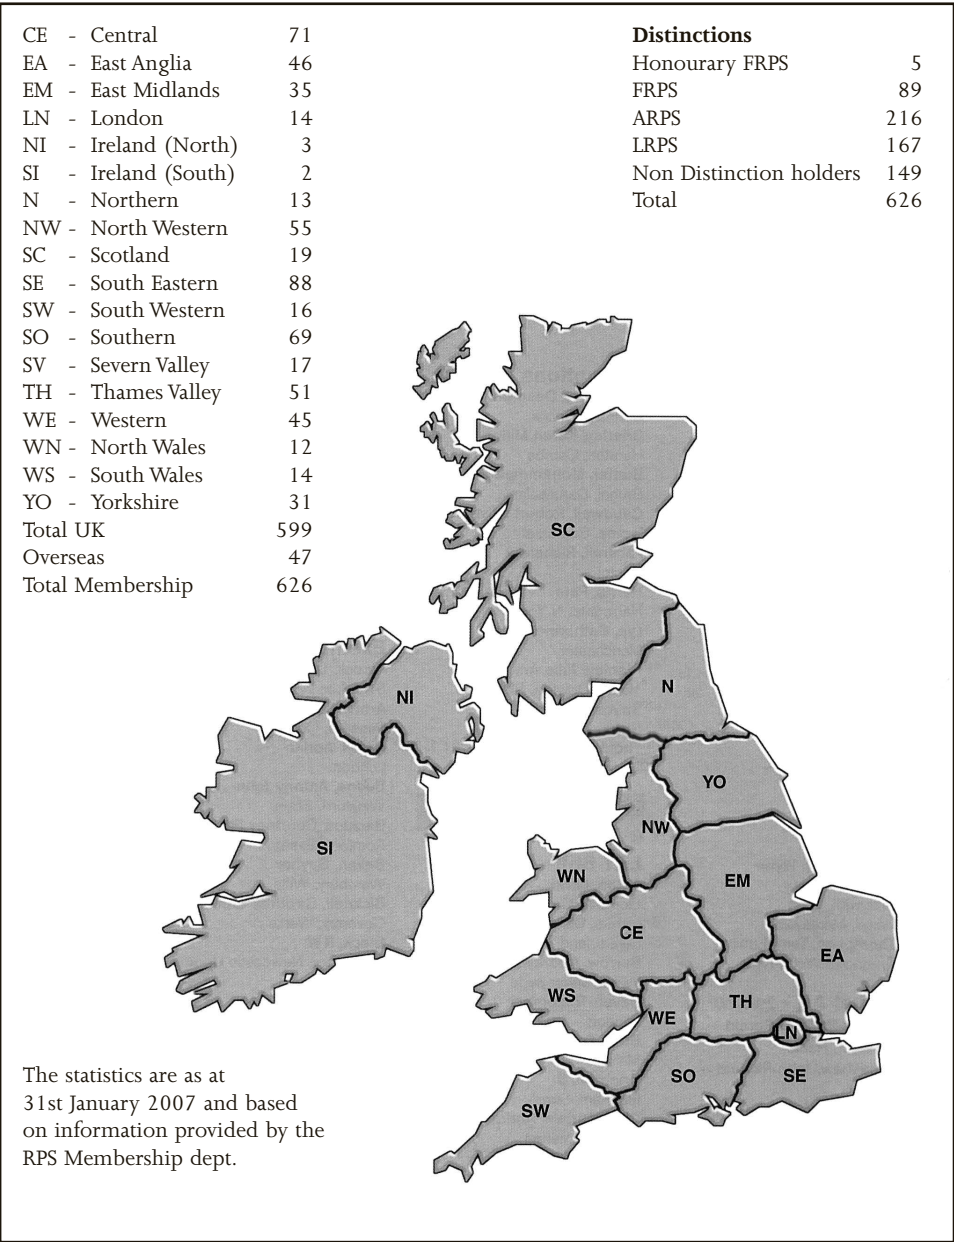 CE - Central 71
EA - East Anglia 46
EM - East Midlands 35
LN - London 14
NI - Ireland (North) 3
SI - Ireland (South) 2
N - Northern 13
NW - North Western 55
SC - Scotland 19
SE - South Eastern 88
SW - South Western 16
SO - Southern 69
SV - Severn Valley 17
TH - Thames Valley 51
WE - Western 45
WN - North Wales 12
WS - South Wales 14
YO - Yorkshire 31
Total UK 599
Overseas 47
Total Membership 626
Distinctions
Honourary FRPS 5
FRPS 89
ARPS 216
LRPS 167
Non Distinction holders 149
Total 626
SC
N
NI
YO
NW
SI
WN
EM
CE
EA
WS
TH
WE
LN
SO
SE
SW
The statistics are as at
31st January 2007 and based
on information provided by the
RPS Membership dept.